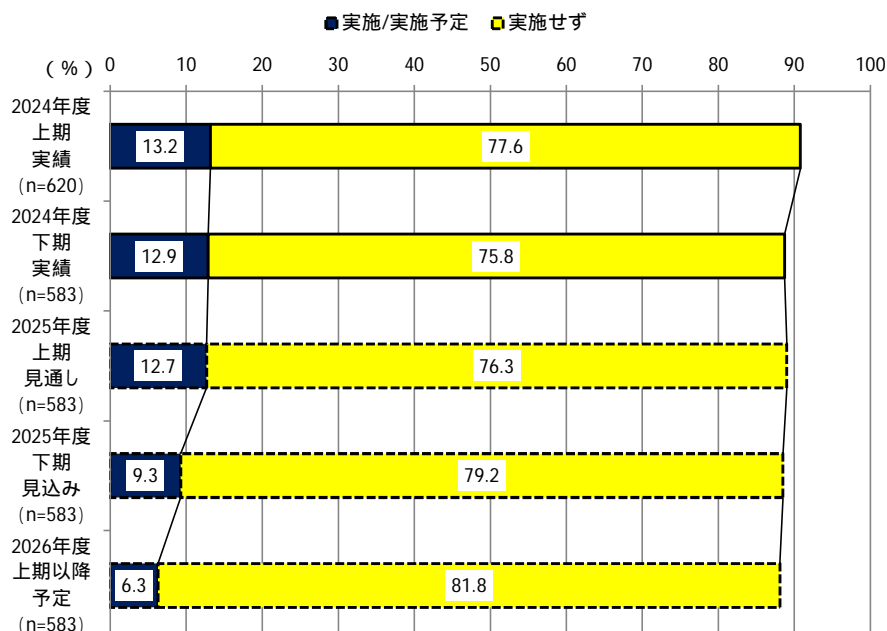 ■実施/実施予定 ■実施せず
(％) 0 10 20 30 40 50 60 70 80 90 100
2024年度
上期
実績
(n=620)
13.2 77.6
2024年度
下期
実績
(n=583)
12.9 75.8
2025年度
上期
見通し
(n=583)
12.7 76.3
2025年度
下期
見込み
(n=583)
9.3 79.2
2026年度
上期以降
予定
(n=583)
6.3 81.8